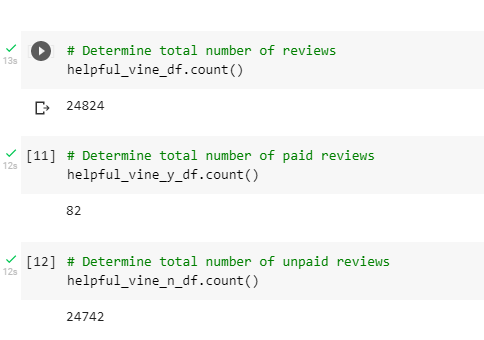 # Determine total number of reviews
13s
helpful_vine_df.count()
24824
[11] # Determine total number of paid reviews
12s
helpful_vine_y_df.count()
82
[12] # Determine total number of unpaid reviews
12s
helpful_vine_n_df.count()
24742